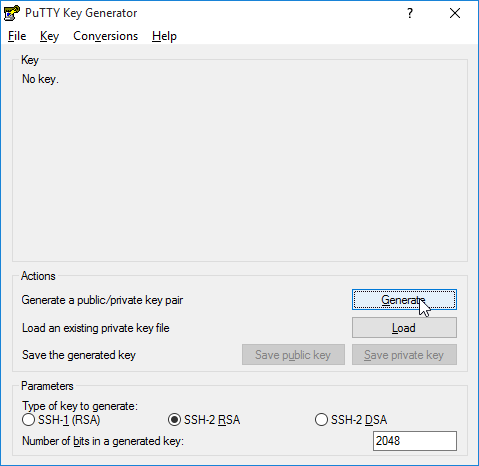 PuTTY Key Generator
?
File Key Conversions Help
Key
No key.
Actions
Generate a public/private key pair
Generate
Load an existing private key file
Load
Save the generated key
Save public key
Save private key
Parameters
Type of key to generate:
SSH-1 (RSA)
SSH-2 RSA
SSH-2 DSA
Number of bits in a generated key:
2048